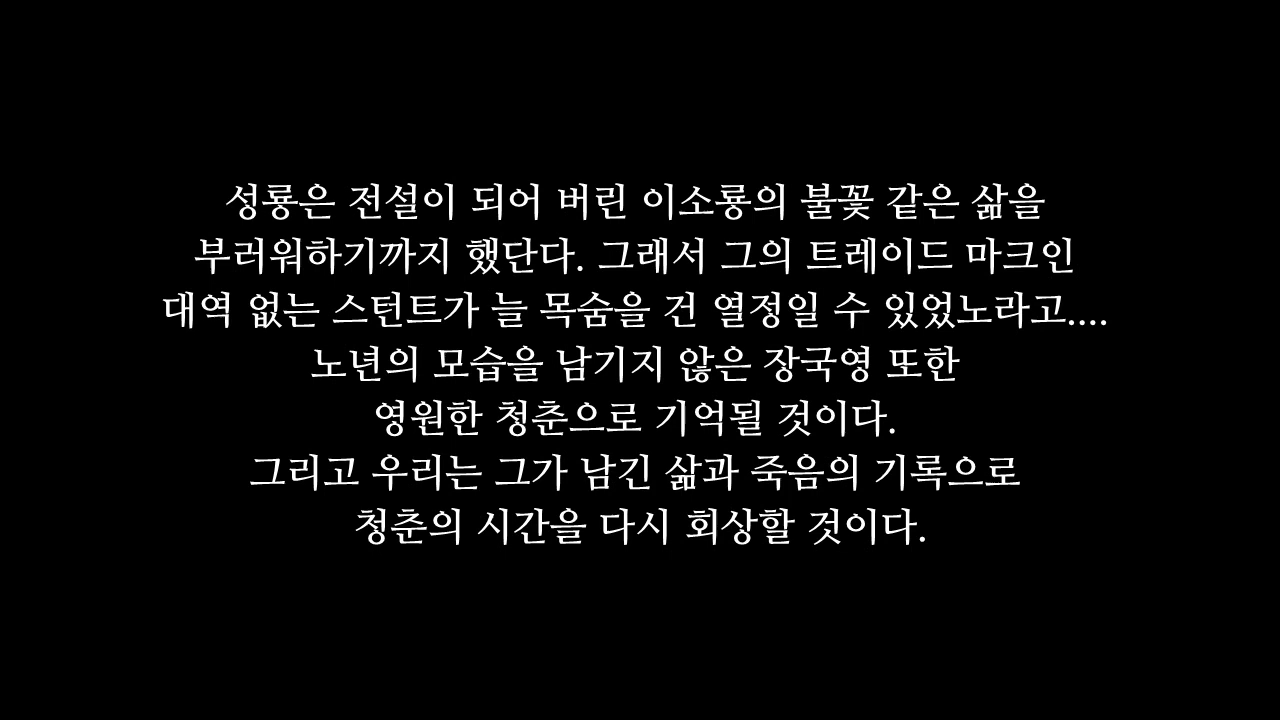 성룡은 전설이 되어 버린 이소룡의 불꽃 같은 삶을
부러워하기까지 했단다. 그래서 그의 트레이드 마크인
대역 없는 스턴트가 늘 목숨을 건 열정일 수 있었노라고....
노년의 모습을 남기지 않은 장국영 또한
영원한 청춘으로 기억될 것이다.
그리고 우리는 그가 남긴 삶과 죽음의 기록으로
청춘의 시간을 다시 회상할 것이다.